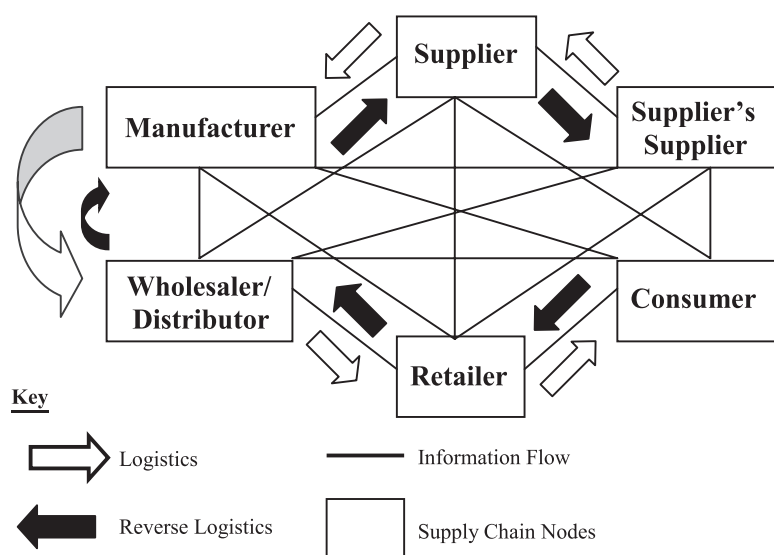 Supplier
Manufacturer
Supplier's
Supplier
Wholesaler/
Distributor
Consumer
Retailer
Key
Logistics
Information Flow
Reverse Logistics
Supply Chain Nodes